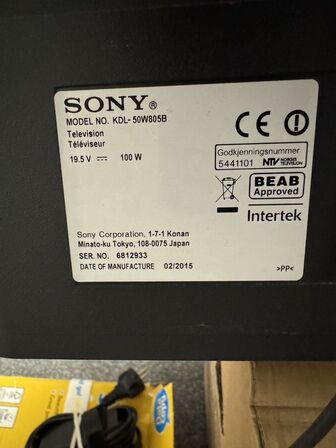 SONY®
MODEL NO. KDL-50W805B
Television
Téléviseur
19.5 V ⎓ 100 W
CE
Godkjenningsnummer
5441101 NTV NORGES TELEVISJON
BEAB
Approved
Intertek
Sony Corporation, 1-7-1 Konan
Minato-ku Tokyo, 108-0075 Japan
SER. NO. 6812933
DATE OF MANUFACTURE 02/2015
>PP<